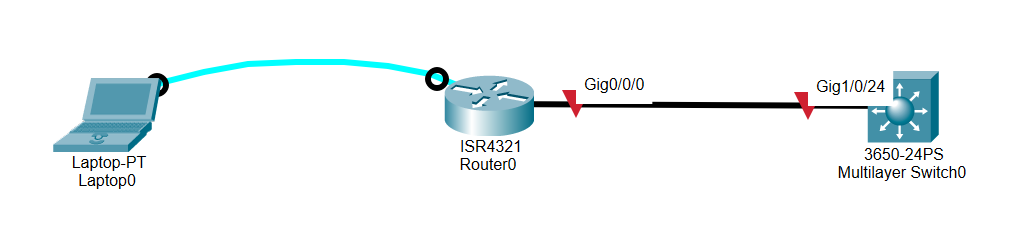 Gig0/0/0
Gig1/0/24
Laptop-PT
Laptop0
ISR4321
Router0
3650-24PS
Multilayer Switch0